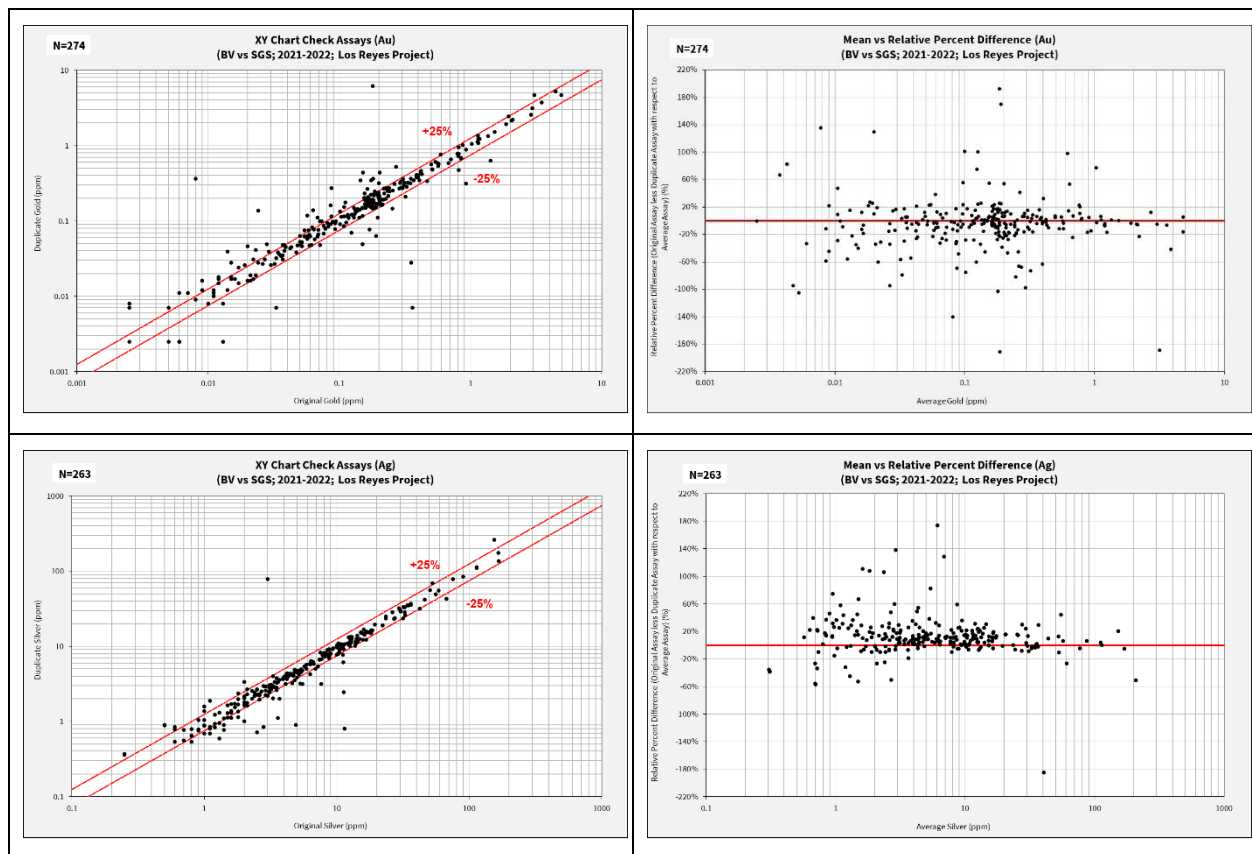 N=274
XY Chart Check Assays (Au)
(BV vs SGS; 2021-2022; Los Reyes Project)
Duplicate Gold (ppm)
10
1
0.1
0.01
0.001
+25%
-25%
0.001
0.01
0.1
1
10
Original Gold (ppm)
N=274
Mean vs Relative Percent Difference (Au)
(BV vs SGS; 2021-2022; Los Reyes Project)
Relative Percent Difference (Original Assay less Duplicate Assay with respect to
Average Assay) (%)
220%
180%
140%
100%
60%
20%
-20%
-60%
-100%
-140%
-180%
-220%
0.001
0.01
0.1
1
10
Average Gold (ppm)
N=263
XY Chart Check Assays (Ag)
(BV vs SGS; 2021-2022; Los Reyes Project)
Duplicate Silver (ppm)
1000
100
10
1
0.1
+25%
-25%
0.1
1
10
100
1000
Original Silver (ppm)
N=263
Mean vs Relative Percent Difference (Ag)
(BV vs SGS; 2021-2022; Los Reyes Project)
Relative Percent Difference (Original Assay less Duplicate Assay with respect to
Average Assay) (%)
220%
180%
140%
100%
60%
20%
-20%
-60%
100%
-140%
-180%
-220%
0.1
1
10
100
1000
Average Silver (ppm)